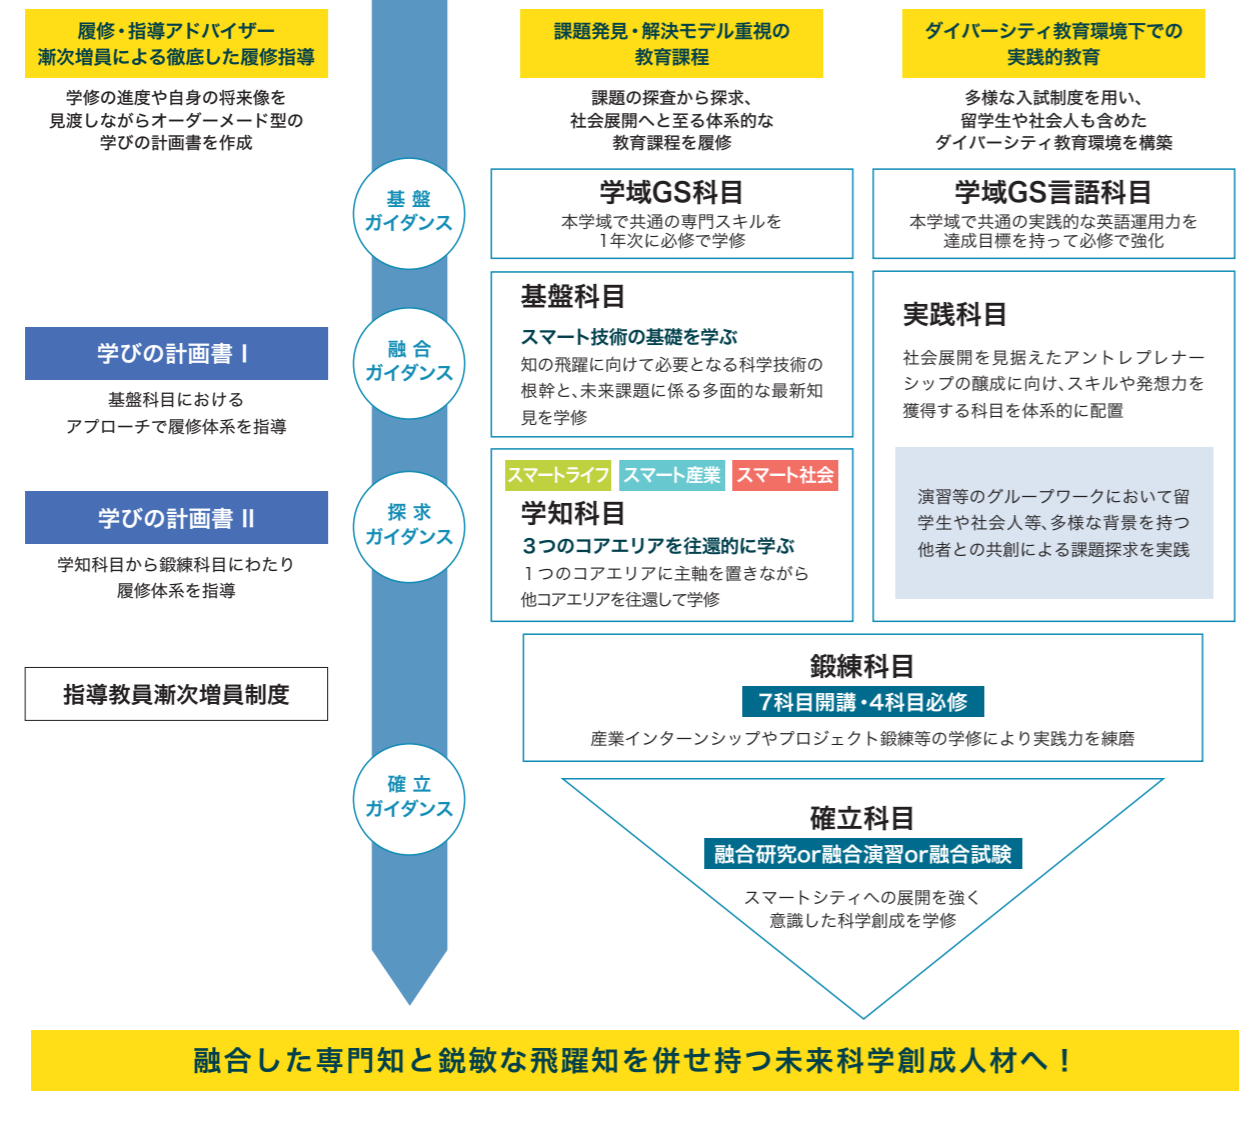 履修・指導アドバイザー
漸次増員による徹底した履修指導
学修の進度や自身の将来像を
見渡しながらオーダーメード型の
学びの計画書を作成
課題発見・解決モデル重視の
教育課程
課題の探査から探求、
社会展開へと至る体系的な
教育課程を履修
ダイバーシティ教育環境下での
実践的教育
多様な入試制度を用い、
留学生や社会人も含めた
ダイバーシティ教育環境を構築
基 盤
ガイダンス
学域GS科目
本学域で共通の専門スキルを
1年次に必修で学修
学域GS言語科目
本学域で共通の実践的な英語運用力を
達成目標を持って必修で強化
学びの計画書 Ⅰ
基盤科目における
アプローチで履修体系を指導
融 合
ガイダンス
基盤科目
スマート技術の基礎を学ぶ
知の飛躍に向けて必要となる科学技術の
根幹と、未来課題に係る多面的な最新知
見を学修
実践科目
社会展開を見据えたアントレプレナー
シップの醸成に向け、スキルや発想力を
獲得する科目を体系的に配置
演習等のグループワークにおいて留
学生や社会人等、多様な背景を持つ
他者との共創による課題探求を実践
学びの計画書 Ⅱ
学知科目から鍛練科目にわたり
履修体系を指導
探 求
ガイダンス
スマートライフ スマート産業 スマート社会
学知科目
３つのコアエリアを往還的に学ぶ
１つのコアエリアに主軸を置きながら
他コアエリアを往還して学修
指導教員漸次増員制度
鍛練科目
7科目開講・4科目必修
産業インターンシップやプロジェクト鍛練等の学修により実践力を練磨
確 立
ガイダンス
確立科目
融合研究or融合演習or融合試験
スマートシティへの展開を強く
意識した科学創成を学修
融合した専門知と鋭敏な飛躍知を併せ持つ未来科学創成人材へ！